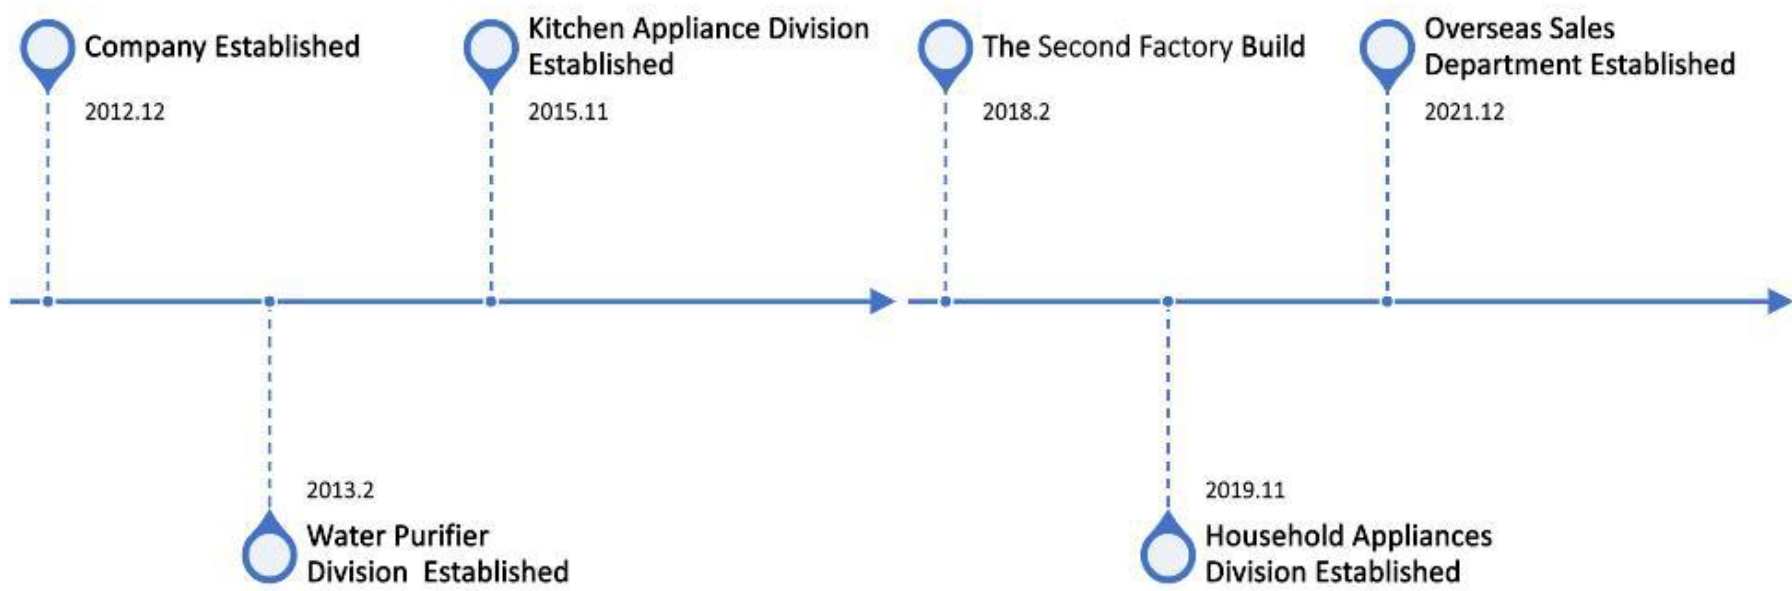 Company Established
2012.12
Kitchen Appliance Division
Established
2015.11
The Second Factory Build
2018.2
Overseas Sales
Department Established
2021.12
2013.2
Water Purifier
Division  Established
2019.11
Household Appliances
Division Established